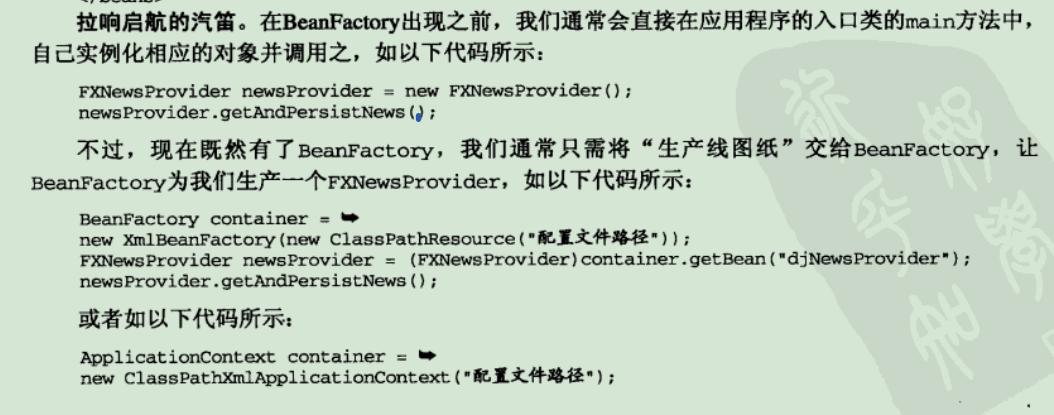 拉响启航的汽笛。在BeanFactory出现之前，我们通常会直接在应用程序的入口类的main方法中，
自己实例化相应的对象并调用之，如以下代码所示：
FXNewsProvider newsProvider = new FXNewsProvider();
newsProvider.getAndPersistNews();
不过，现在既然有了BeanFactory，我们通常只需将“生产线图纸”交给BeanFactory，让
BeanFactory为我们生产一个FXNewsProvider，如以下代码所示：
BeanFactory container = ➥
new XmlBeanFactory(new ClassPathResource("配置文件路径"));
FXNewsProvider newsProvider = (FXNewsProvider)container.getBean("djNewsProvider");
newsProvider.getAndPersistNews();
或者如以下代码所示：
ApplicationContext container = ➥
new ClassPathXmlApplicationContext("配置文件路径");